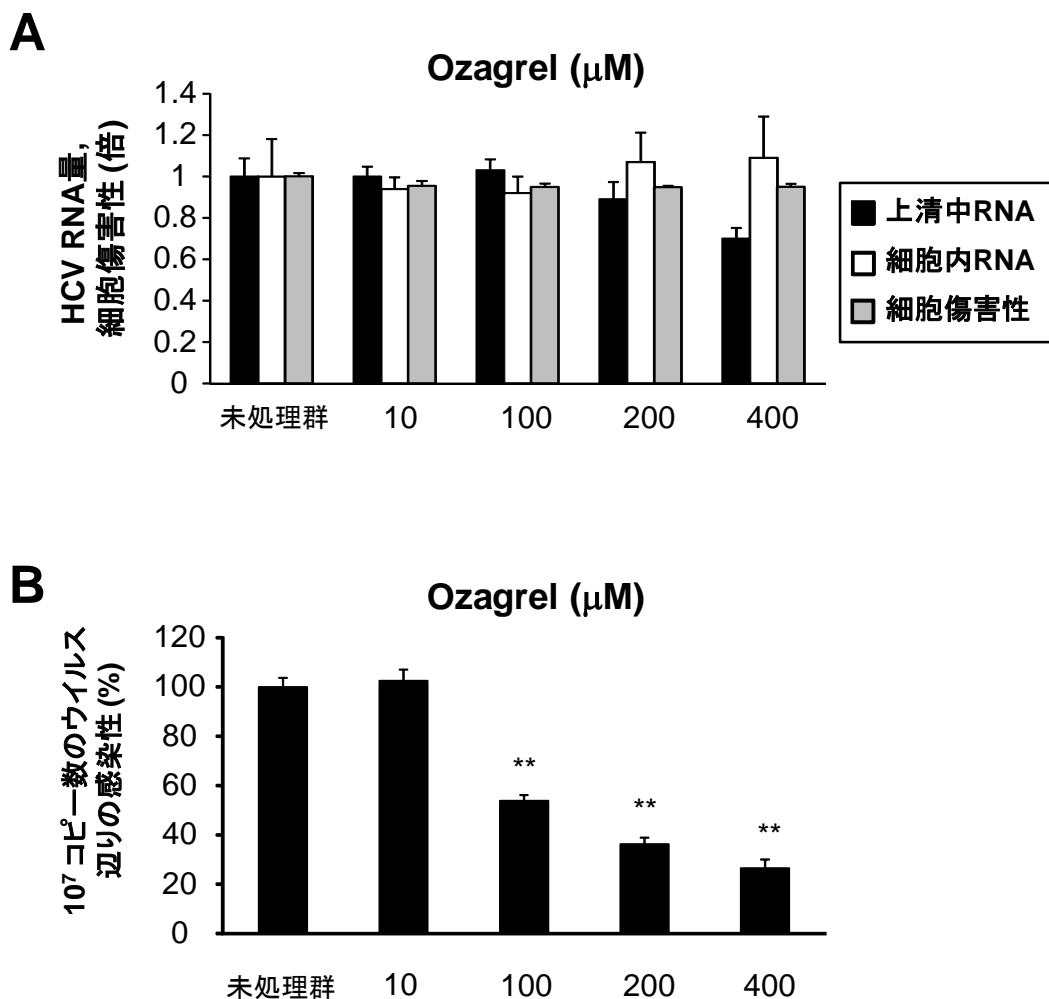 A
Ozagrel (μM)
HCV RNA量,
細胞傷害性 (倍)
1.4
1.2
1
0.8
0.6
0.4
0.2
0
未処理群 10 100 200 400
上清中RNA
細胞内RNA
細胞傷害性
B
Ozagrel (μM)
10⁷ コピー数のウイルス
辺りの感染性 (%)
120
100
80
60
40
20
0
**
**
**
未処理群 10 100 200 400